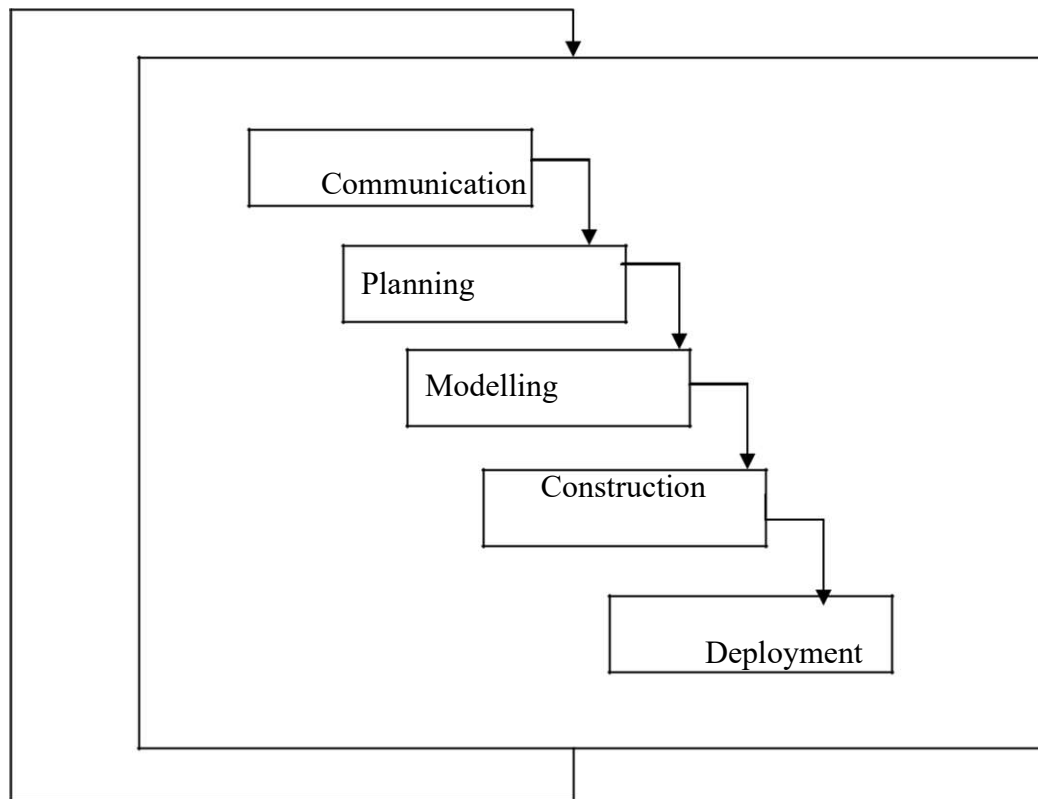 Communication
Planning
Modelling
Construction
Deployment